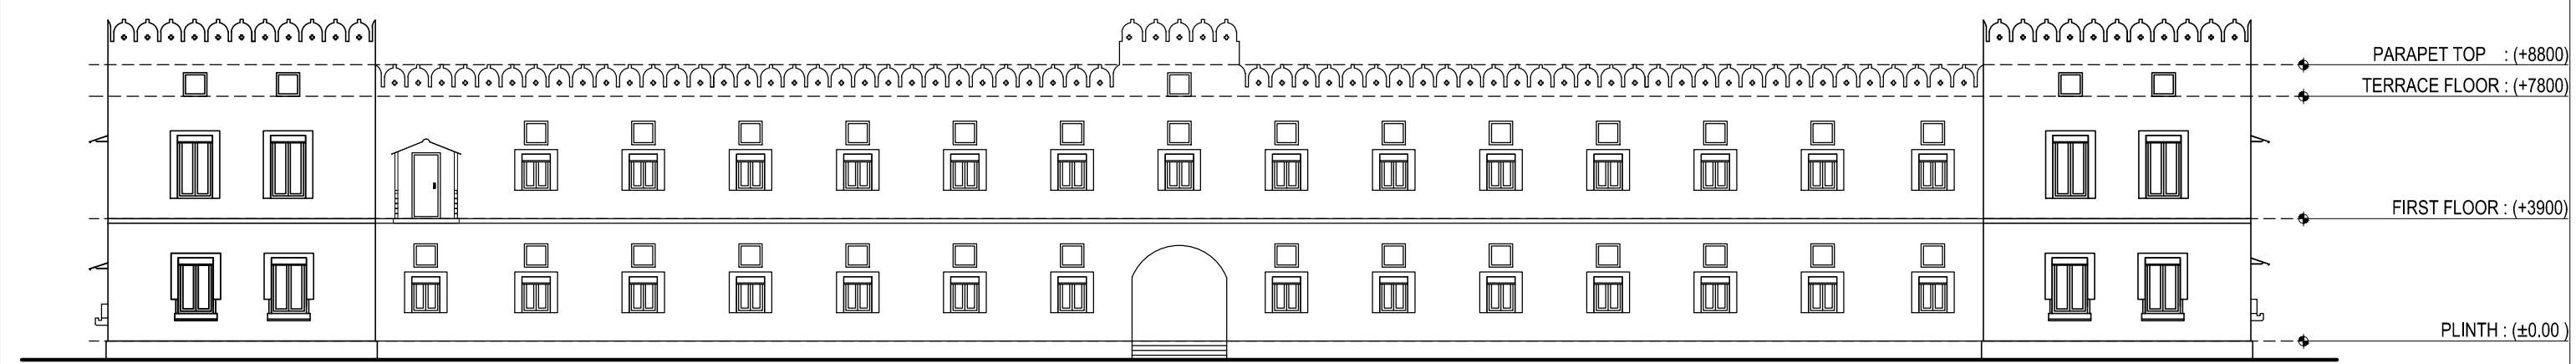 PARAPET TOP : (+8800)
TERRACE FLOOR : (+7800)
FIRST FLOOR : (+3900)
PLINTH : (±0.00 )